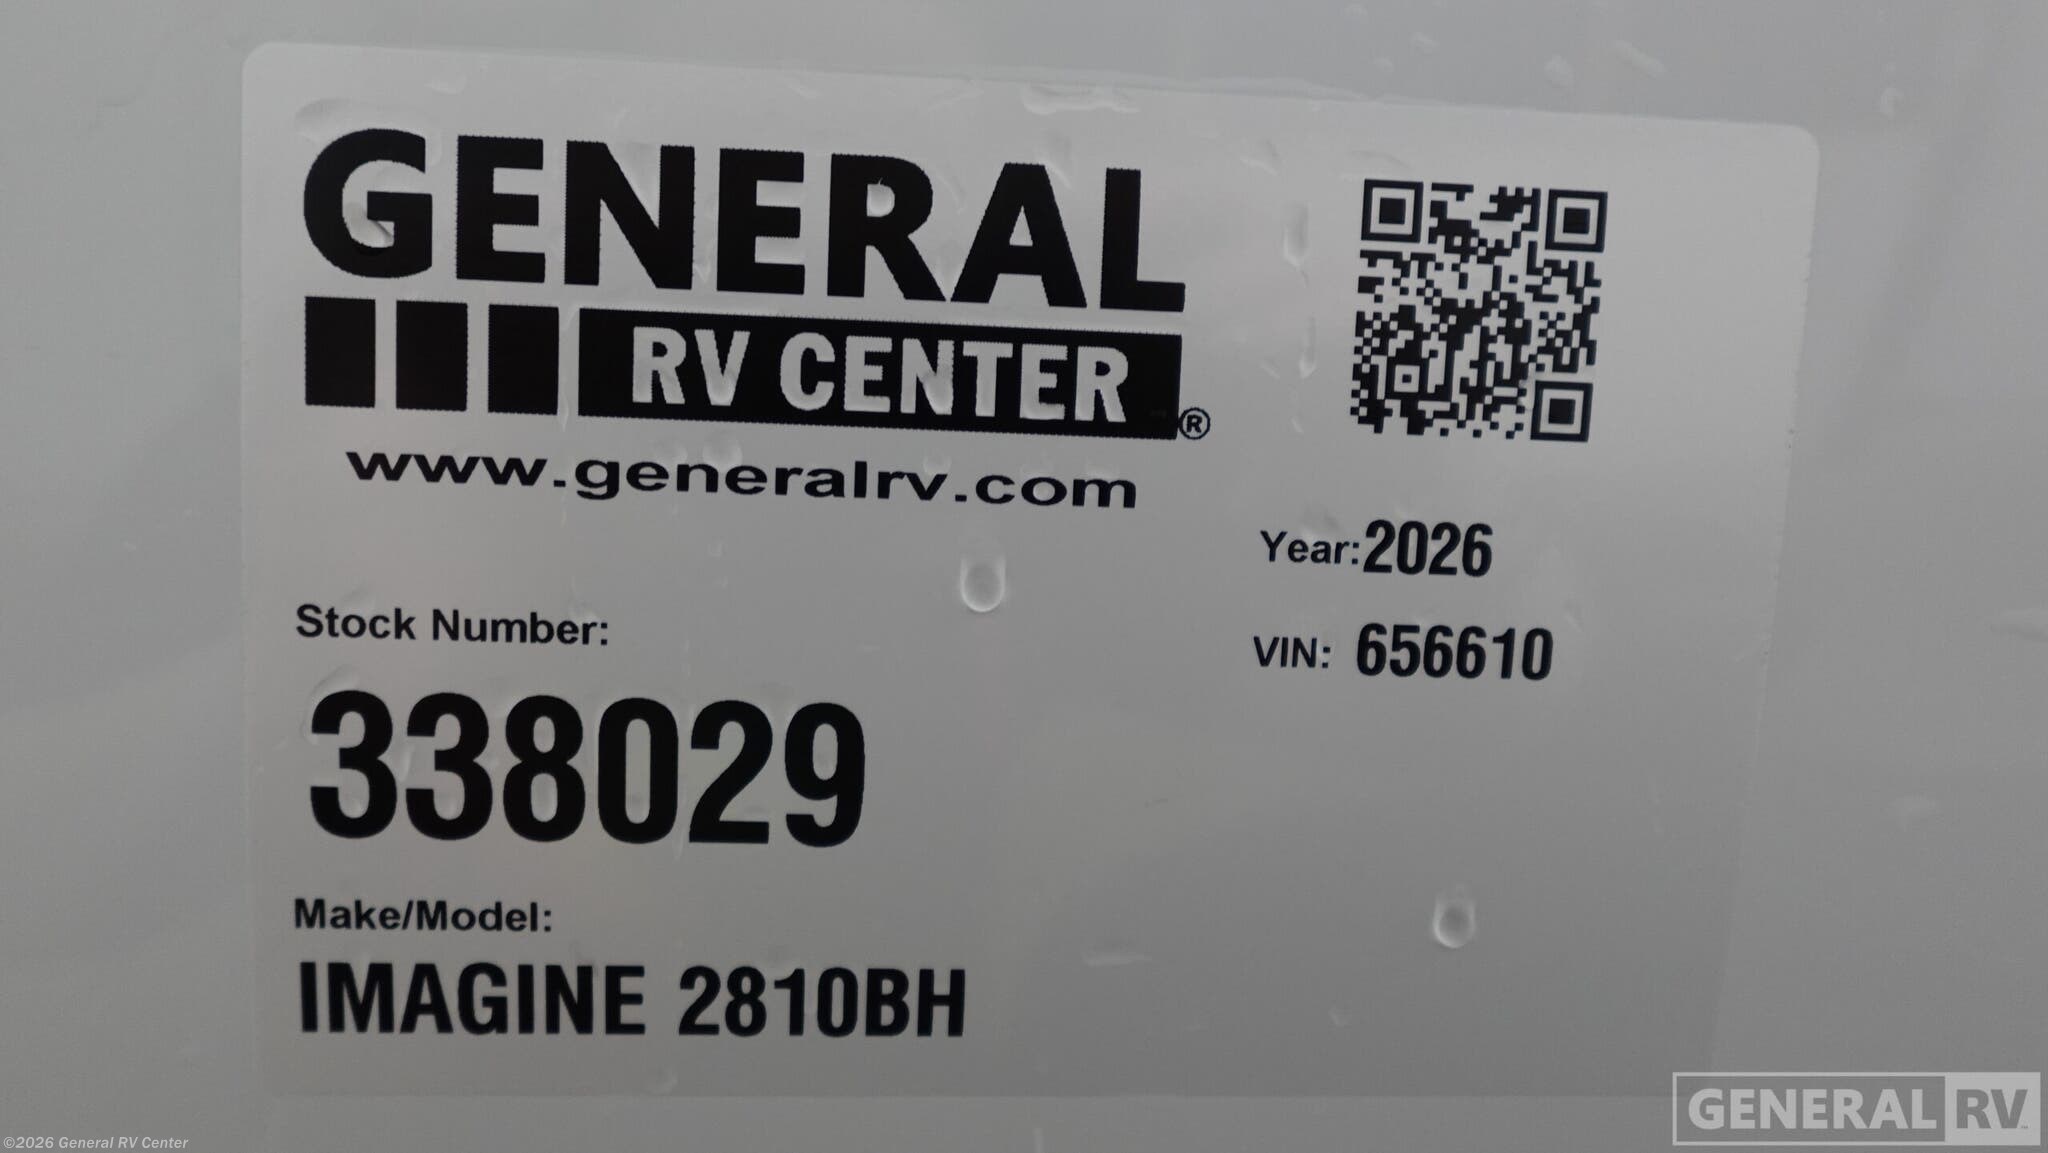 GENERAL
RV CENTER®
www.generalrv.com
Year: 2026
VIN: 656610
Stock Number:
338029
Make/Model:
IMAGINE 2810BH
GENERAL RV™
©2026 General RV Center